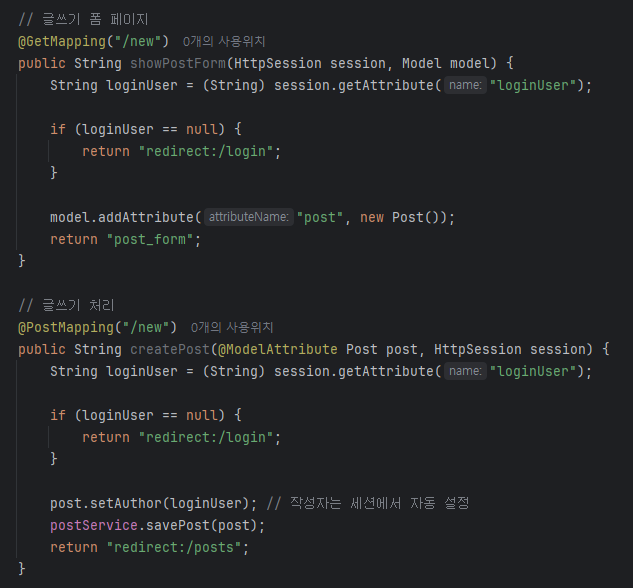 // 글쓰기 폼 페이지
@GetMapping("/new") 0개의 사용위치
public String showPostForm(HttpSession session, Model model) {
    String loginUser = (String) session.getAttribute( name: "loginUser");

    if (loginUser == null) {
        return "redirect:/login";
    }

    model.addAttribute( attributeName: "post", new Post());
    return "post_form";
}

// 글쓰기 처리
@PostMapping("/new") 0개의 사용위치
public String createPost(@ModelAttribute Post post, HttpSession session) {
    String loginUser = (String) session.getAttribute( name: "loginUser");

    if (loginUser == null) {
        return "redirect:/login";
    }

    post.setAuthor(loginUser); // 작성자는 세션에서 자동 설정
    postService.savePost(post);
    return "redirect:/posts";
}